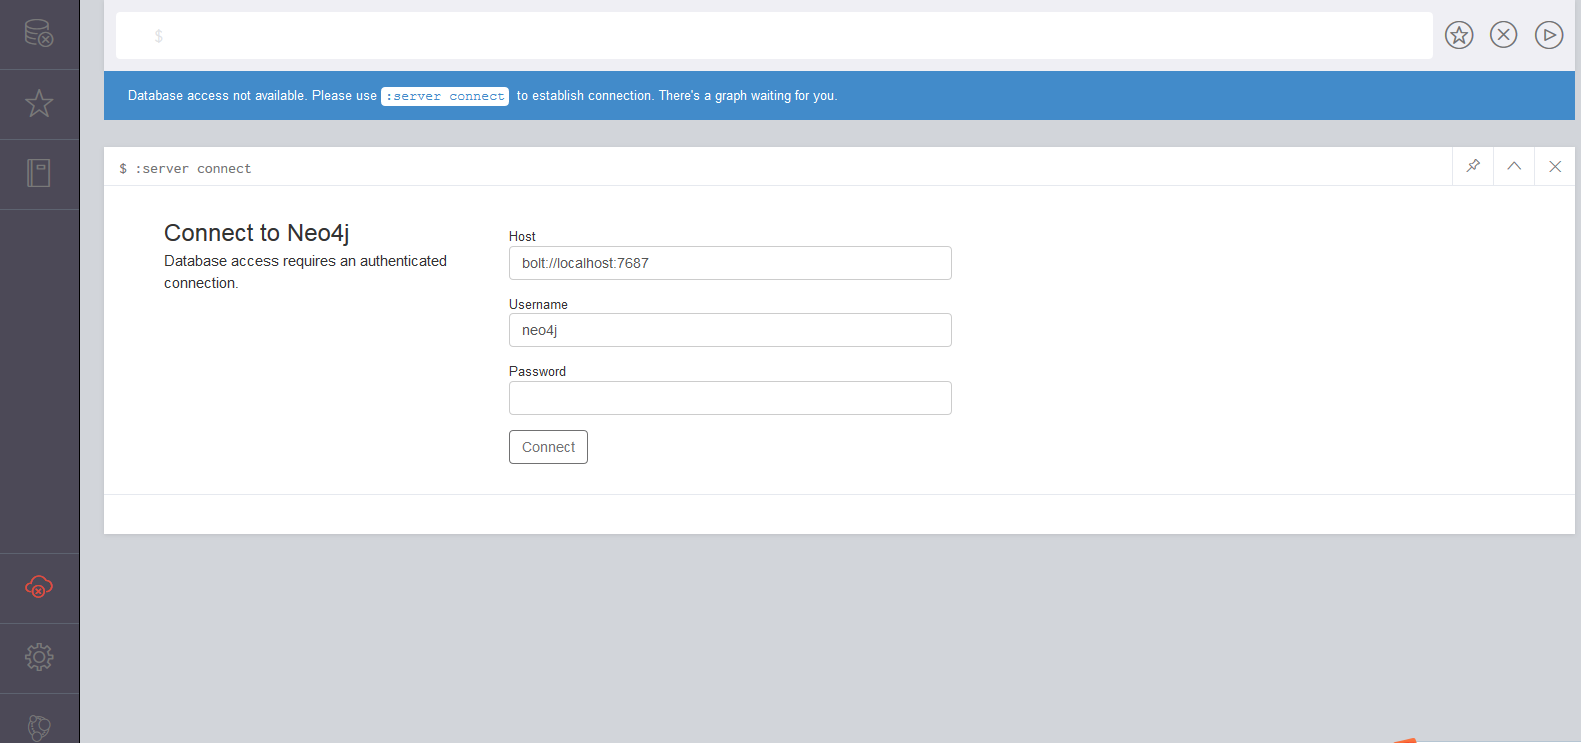 $
Database access not available. Please use :server connect to establish connection. There's a graph waiting for you.
$ :server connect
Connect to Neo4j
Database access requires an authenticated
connection.
Host
bolt://localhost:7687
Username
neo4j
Password
Connect